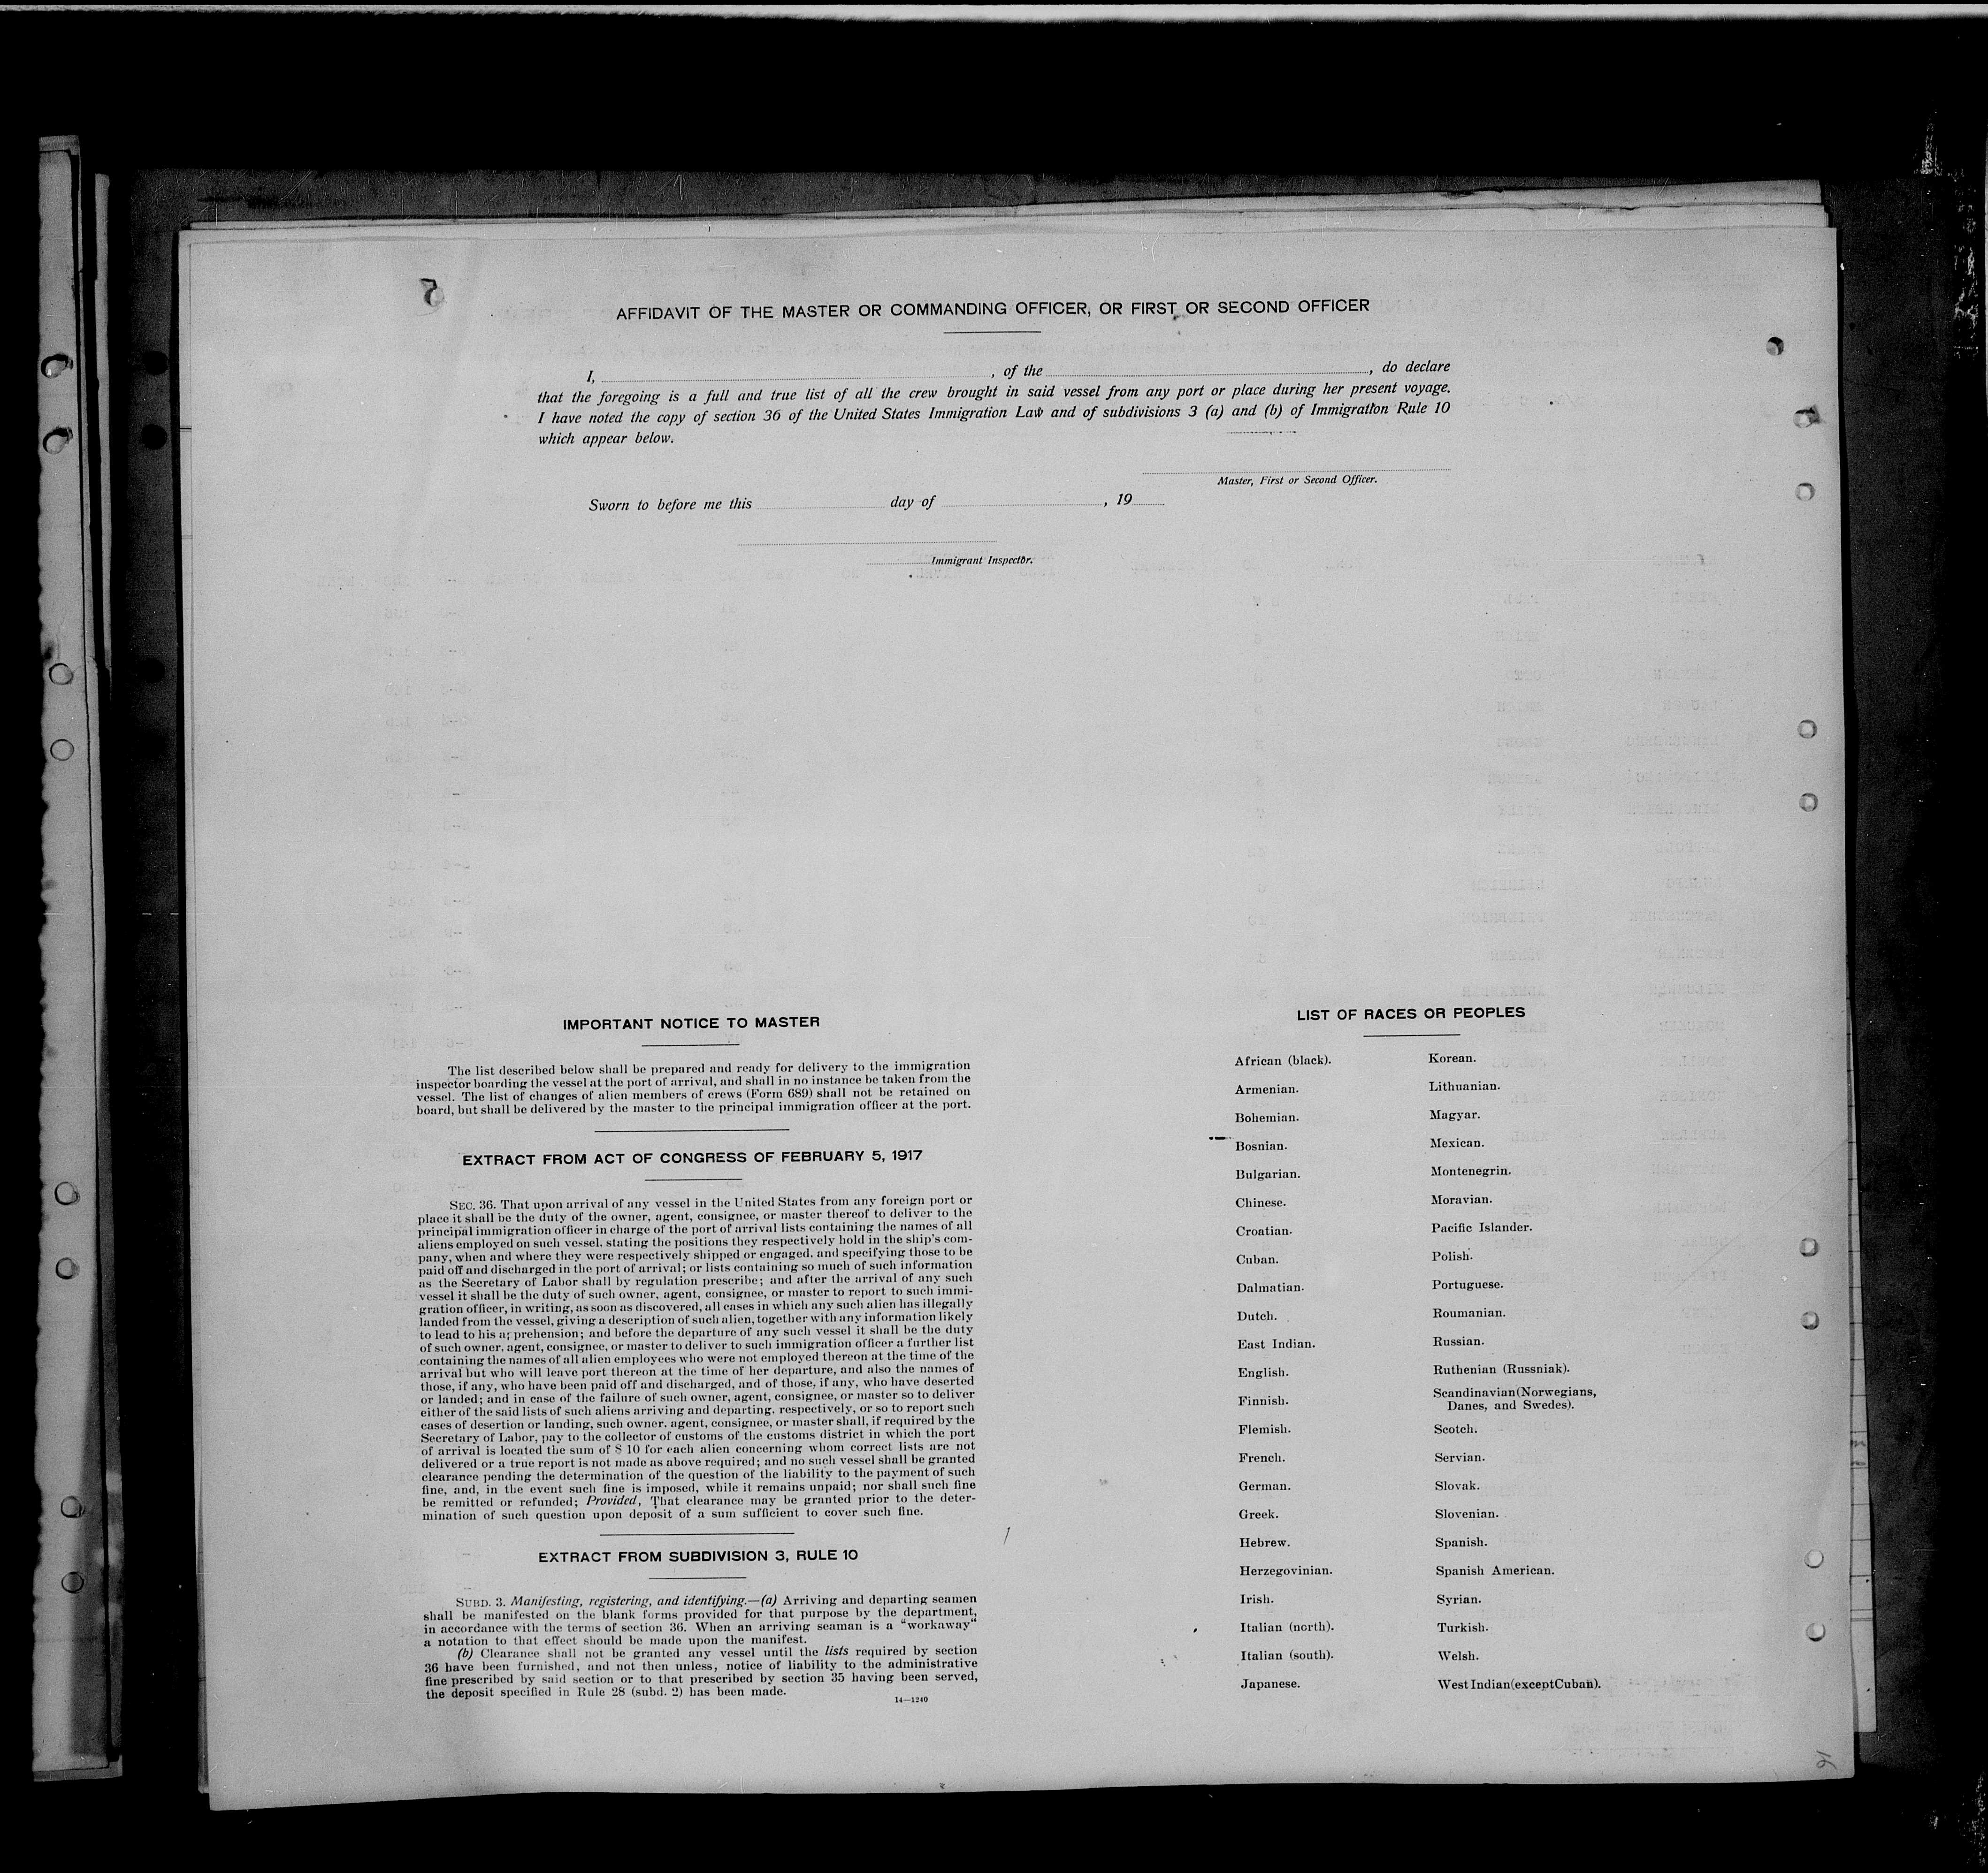 AFFIDAVIT OF THE MASTER OR COMMANDING OFFICER, OR FIRST OR SECOND OFFICER
I, , of the , do declare
that the foregoing is a full and true list of all the crew brought in said vessel from any port or place during her present voyage.
I have noted the copy of section 36 of the United States Immigration Law and of subdivisions 3 (a) and (b) of Immigration Rule 10
which appear below.
Master, First or Second Officer.
Sworn to before me this day of , 19
Immigrant Inspector.
IMPORTANT NOTICE TO MASTER
The list described below shall be prepared and ready for delivery to the immigration
inspector boarding the vessel at the port of arrival, and shall in no instance be taken from the
vessel. The list of changes of alien members of crews (Form 689) shall not be retained on
board, but shall be delivered by the master to the principal immigration officer at the port.
EXTRACT FROM ACT OF CONGRESS OF FEBRUARY 5, 1917
SEC. 36. That upon arrival of any vessel in the United States from any foreign port or
place it shall be the duty of the owner, agent, consignee, or master thereof to deliver to the
principal immigration officer in charge of the port of arrival lists containing the names of all
aliens employed on such vessel, stating the positions they respectively hold in the ship's com-
pany, when and where they were respectively shipped or engaged, and specifying those to be
paid off and discharged in the port of arrival; or lists containing so much of such information
as the Secretary of Labor shall by regulation prescribe; and after the arrival of any such
vessel it shall be the duty of such owner, agent, consignee, or master to report to such immi-
gration officer, in writing, as soon as discovered, all cases in which any such alien has illegally
landed from the vessel, giving a description of such alien, together with any information likely
to lead to his apprehension; and before the departure of any such vessel it shall be the duty
of such owner, agent, consignee, or master to deliver to such immigration officer a further list
containing the names of all alien employees who were not employed thereon at the time of the
arrival but who will leave port thereon at the time of her departure, and also the names of
those, if any, who have been paid off and discharged, and of those, if any, who have deserted
or landed; and in case of the failure of such owner, agent, consignee, or master so to deliver
either of the said lists of such aliens arriving and departing, respectively, or so to report such
cases of desertion or landing, such owner, agent, consignee, or master shall, if required by the
Secretary of Labor, pay to the collector of customs of the customs district in which the port
of arrival is located the sum of $ 10 for each alien concerning whom correct lists are not
delivered or a true report is not made as above required; and no such vessel shall be granted
clearance pending the determination of the question of the liability to the payment of such
fine, and, in the event such fine is imposed, while it remains unpaid; nor shall such fine
be remitted or refunded; Provided, That clearance may be granted prior to the deter-
mination of such question upon deposit of a sum sufficient to cover such fine.
EXTRACT FROM SUBDIVISION 3, RULE 10
SUBD. 3. Manifesting, registering, and identifying.—(a) Arriving and departing seamen
shall be manifested on the blank forms provided for that purpose by the department,
in accordance with the terms of section 36. When an arriving seaman is a "workaway"
a notation to that effect should be made upon the manifest.
(b) Clearance shall not be granted any vessel until the lists required by section
36 have been furnished, and not then unless, notice of liability to the administrative
fine prescribed by said section or to that prescribed by section 35 having been served,
the deposit specified in Rule 28 (subd. 2) has been made.
14—1240
LIST OF RACES OR PEOPLES
African (black).
Armenian.
Bohemian.
Bosnian.
Bulgarian.
Chinese.
Croatian.
Cuban.
Dalmatian.
Dutch.
East Indian.
English.
Finnish.
Flemish.
French.
German.
Greek.
Hebrew.
Herzegovinian.
Irish.
Italian (north).
Italian (south).
Japanese.
Korean.
Lithuanian.
Magyar.
Mexican.
Montenegrin.
Moravian.
Pacific Islander.
Polish.
Portuguese.
Roumanian.
Russian.
Ruthenian (Russniak).
Scandinavian (Norwegians,
Danes, and Swedes).
Scotch.
Servian.
Slovak.
Slovenian.
Spanish.
Spanish American.
Syrian.
Turkish.
Welsh.
West Indian (except Cuban).